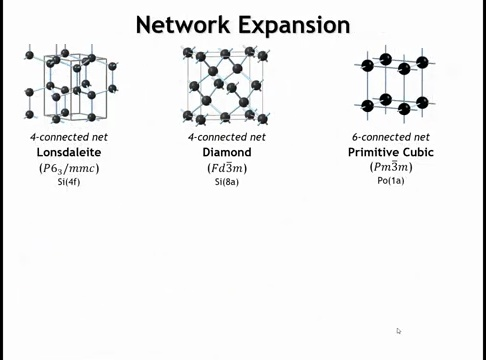 Network Expansion
4-connected net
Lonsdaleite
(P6₃/mmc)
Si(4f)
4-connected net
Diamond
(Fd3̅m)
Si(8a)
6-connected net
Primitive Cubic
(Pm3̅m)
Po(1a)